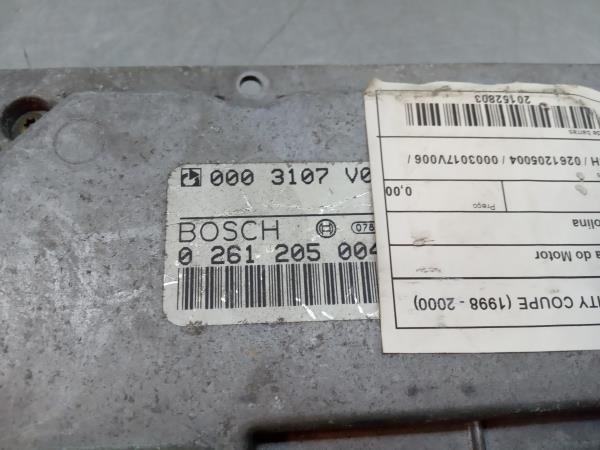 000 3107 V0
BOSCH
0 261 205 004
20152803
H / 0261205004 / 0003017V006 /
0,00
Preço
olina
a do Motor
ITY COUPE (1998 - 2000)